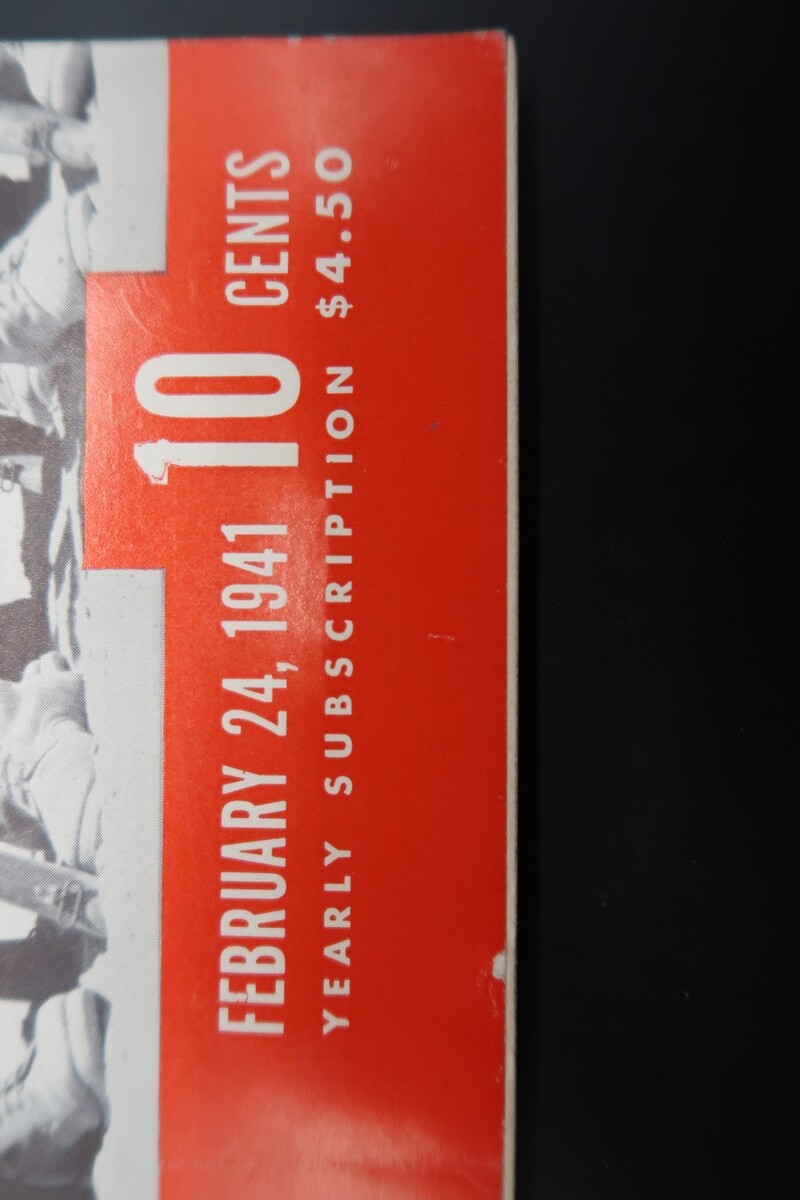 FEBRUARY 24, 1941 10 CENTS
YEARLY SUBSCRIPTION $4.50